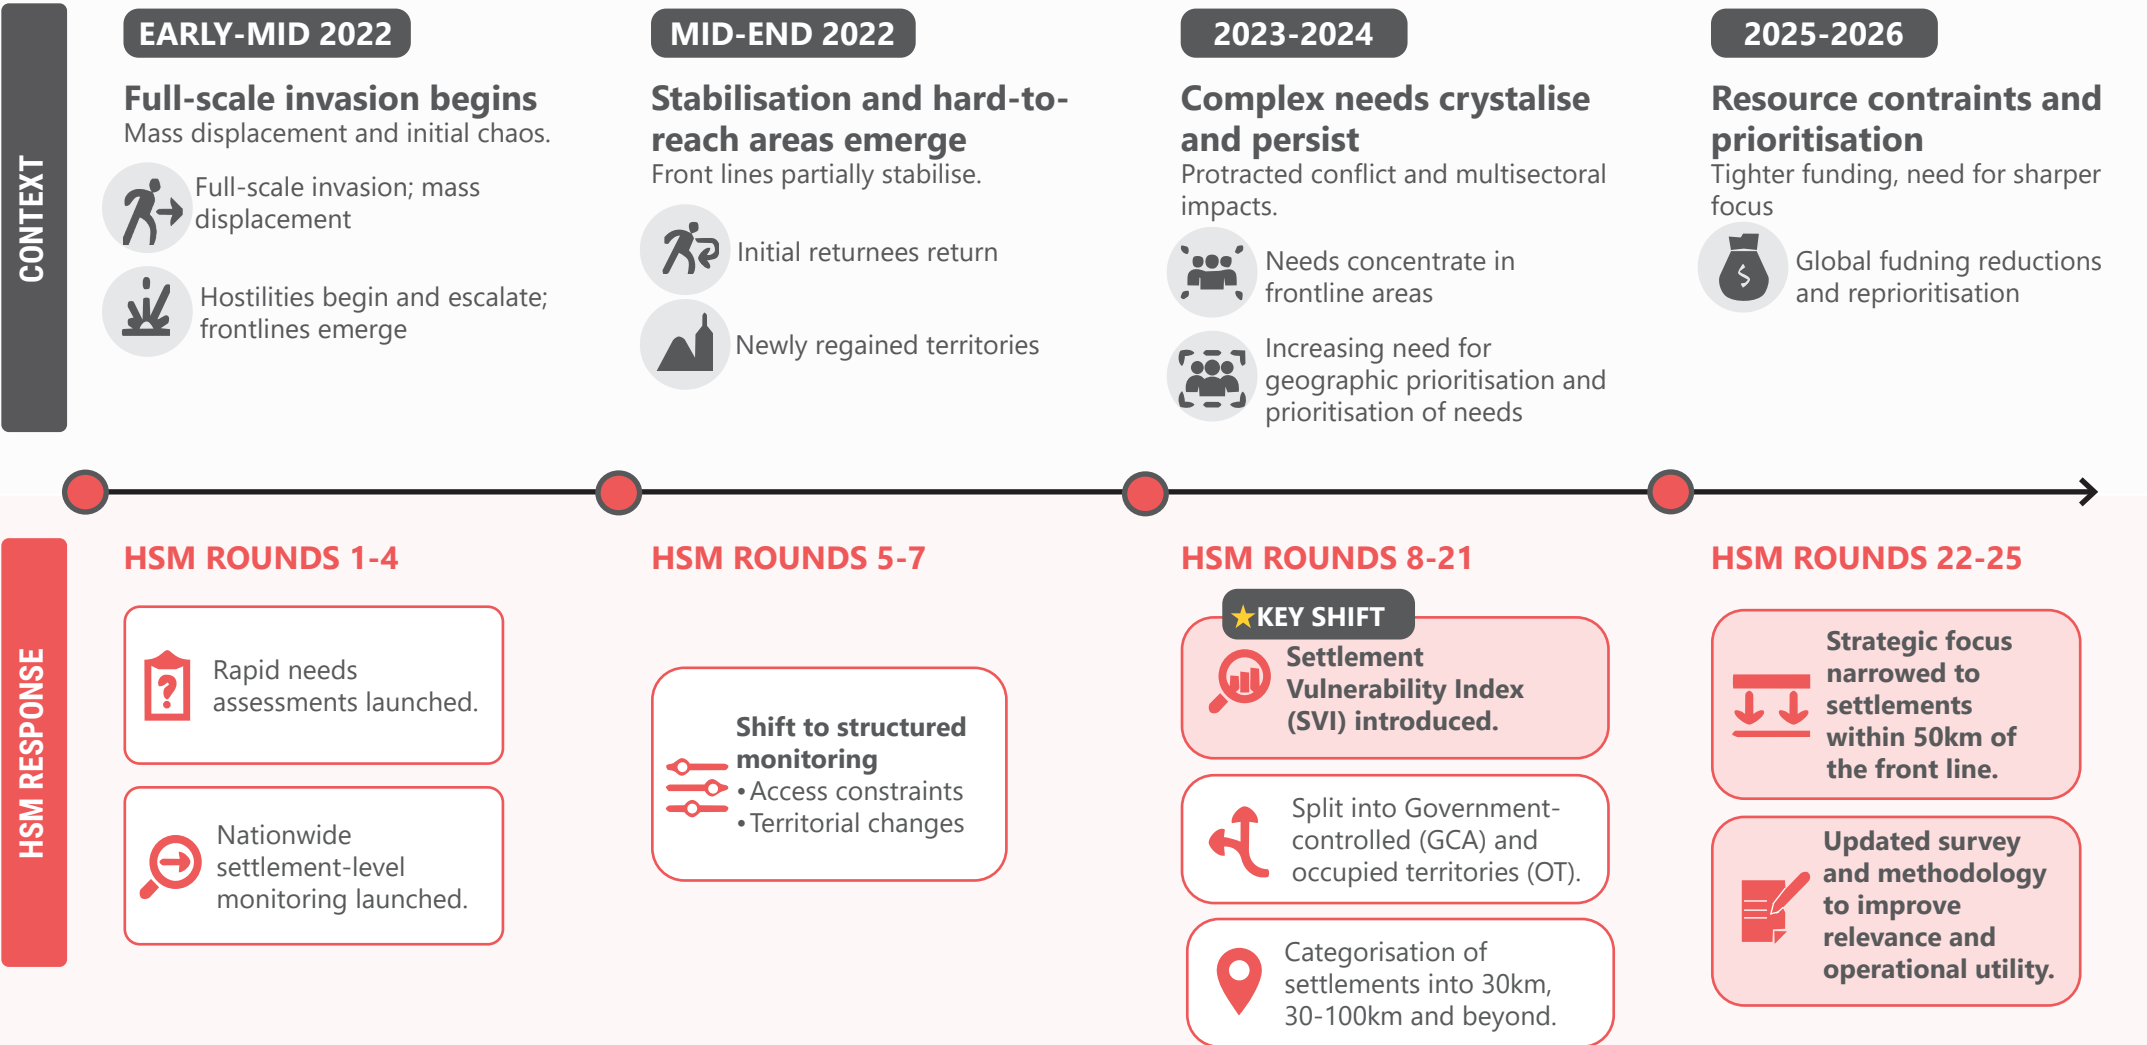 CONTEXT
EARLY-MID 2022
Full-scale invasion begins
Mass displacement and initial chaos.
Full-scale invasion; mass
displacement
Hostilities begin and escalate;
frontlines emerge
MID-END 2022
Stabilisation and hard-to-
reach areas emerge
Front lines partially stabilise.
Initial returnees return
Newly regained territories
2023-2024
Complex needs crystalise
and persist
Protracted conflict and multisectoral
impacts.
Needs concentrate in
frontline areas
Increasing need for
geographic prioritisation and
prioritisation of needs
2025-2026
Resource contraints and
prioritisation
Tighter funding, need for sharper
focus
$
Global fudning reductions
and reprioritisation
HSM RESPONSE
HSM ROUNDS 1-4
?
Rapid needs
assessments launched.
Nationwide
settlement-level
monitoring launched.
HSM ROUNDS 5-7
Shift to structured
monitoring
• Access constraints
• Territorial changes
HSM ROUNDS 8-21
KEY SHIFT
Settlement
Vulnerability Index
(SVI) introduced.
Split into Government-
controlled (GCA) and
occupied territories (OT).
Categorisation of
settlements into 30km,
30-100km and beyond.
HSM ROUNDS 22-25
Strategic focus
narrowed to
settlements
within 50km of
the front line.
Updated survey
and methodology
to improve
relevance and
operational utility.